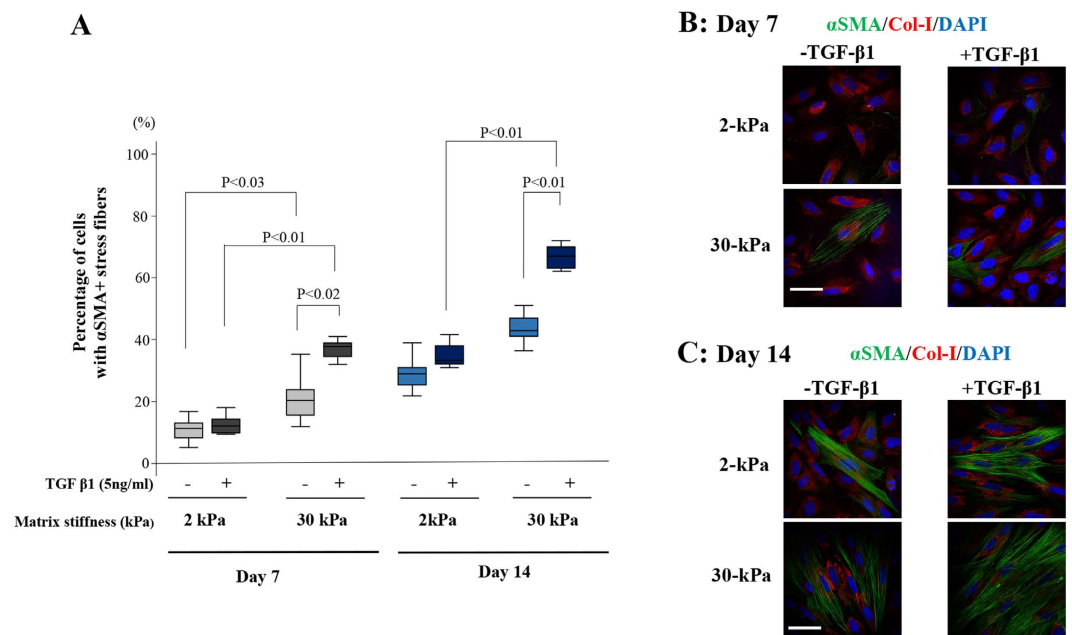 A
(%)
100
80
60
40
20
0
Percentage of cells
with αSMA+ stress fibers
P<0.03
P<0.01
P<0.02
P<0.01
P<0.01
TGF β1 (5ng/ml) - + - + - + - +
Matrix stiffness (kPa) 2 kPa 30 kPa 2kPa 30 kPa
Day 7 Day 14
B: Day 7 αSMA/Col-I/DAPI
-TGF-β1 +TGF-β1
2-kPa
30-kPa
C: Day 14 αSMA/Col-I/DAPI
-TGF-β1 +TGF-β1
2-kPa
30-kPa